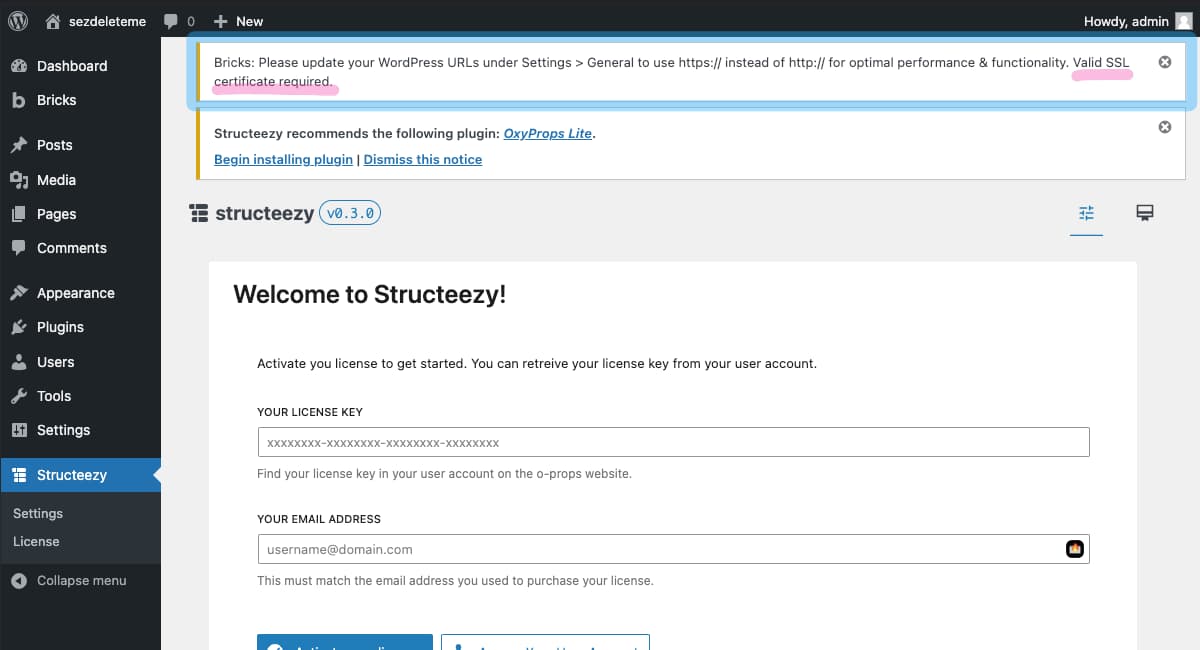 sezdeleteme 0 New Howdy, admin
Dashboard
Bricks
Posts
Media
Pages
Comments
Appearance
Plugins
Users
Tools
Settings
Structeezy
Settings
License
Collapse menu
Bricks: Please update your WordPress URLs under Settings > General to use https:// instead of http:// for optimal performance & functionality. Valid SSL
certificate required.
Structeezy recommends the following plugin: OxyProps Lite.
Begin installing plugin | Dismiss this notice
structeezy v0.3.0
Welcome to Structeezy!
Activate you license to get started. You can retreive your license key from your user account.
YOUR LICENSE KEY
xxxxxxxx-xxxxxxxx-xxxxxxxx-xxxxxxxx
Find your license key in your user account on the o-props website.
YOUR EMAIL ADDRESS
username@domain.com
This must match the email address you used to purchase your license.